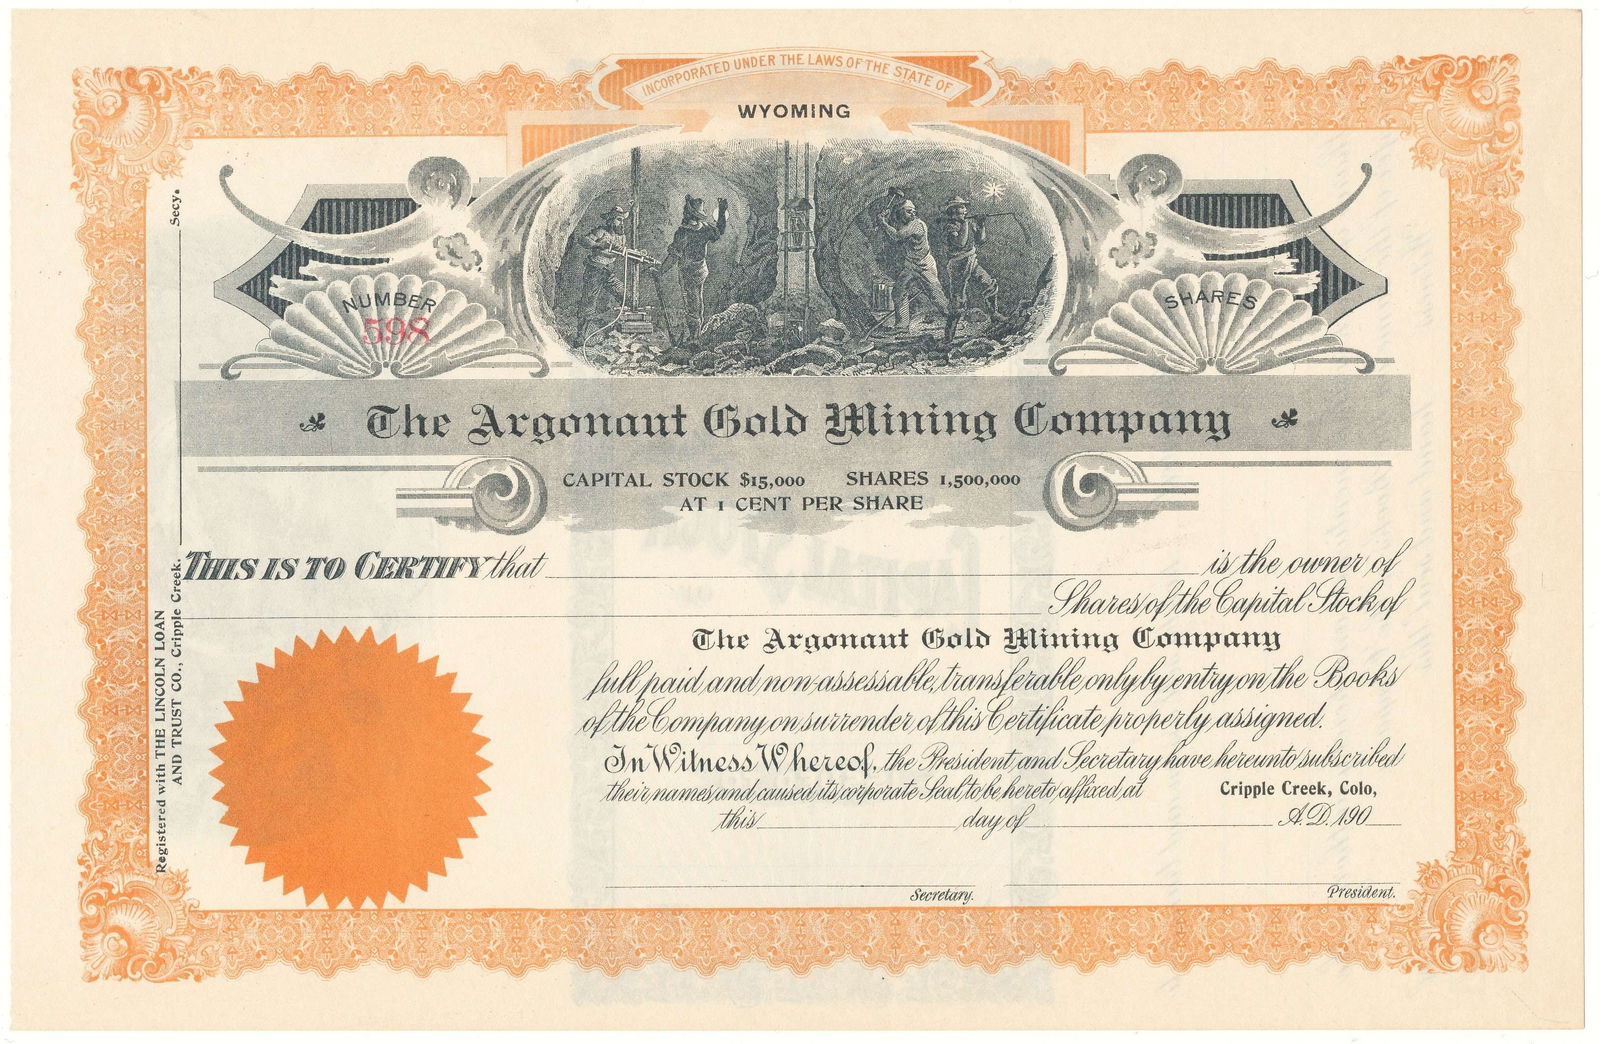 INCORPORATED UNDER THE LAWS OF THE STATE OF
WYOMING
NUMBER
598
SHARES
The Argonaut Gold Mining Company
CAPITAL STOCK $15,000 SHARES 1,500,000
AT 1 CENT PER SHARE
THIS IS TO CERTIFY that is the owner of
Shares of the Capital Stock of
The Argonaut Gold Mining Company
full paid and non-assessable, transferable only by entry on the Books
of the Company on surrender of this Certificate properly assigned.
In Witness Whereof, the President and Secretary have hereunto subscribed
their names and caused its corporate Seal to be hereto affixed at Cripple Creek, Colo,
this day of A.D. 190
Secretary. President.
Registered with THE LINCOLN LOAN
AND TRUST CO., Cripple Creek. Secy.